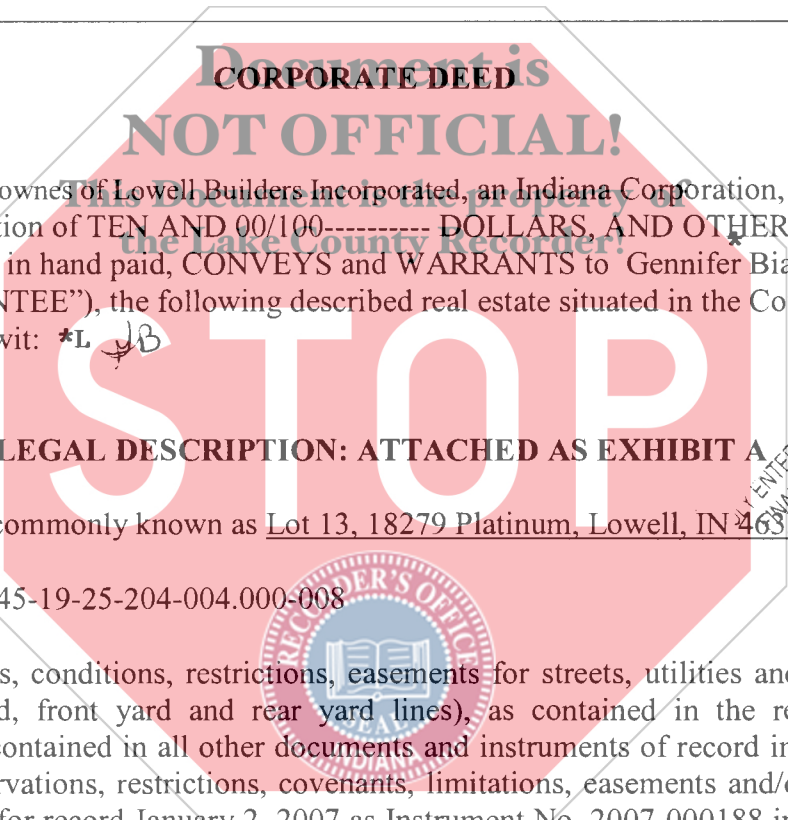 Document is
CORPORATE DEED
NOT OFFICIAL!
ownes of Lowell Builders Incorporated, an Indiana Corporation,
This Document is the property of
tion of TEN AND 00/100---------- DOLLARS, AND OTHER
the Lake County Recorder!
*
in hand paid, CONVEYS and WARRANTS to Gennifer Bia
NTEE”), the following described real estate situated in the Co
wit: *L JB
STOP
LEGAL DESCRIPTION: ATTACHED AS EXHIBIT A
commonly known as Lot 13, 18279 Platinum, Lowell, IN 463
45-19-25-204-004.000-008
RECORDER'S OFFICE
SEAL
INDIANA
s, conditions, restrictions, easements for streets, utilities and
d, front yard and rear yard lines), as contained in the re
contained in all other documents and instruments of record in
rvations, restrictions, covenants, limitations, easements and/
for record January 2, 2007 as Instrument No. 2007-000188 in